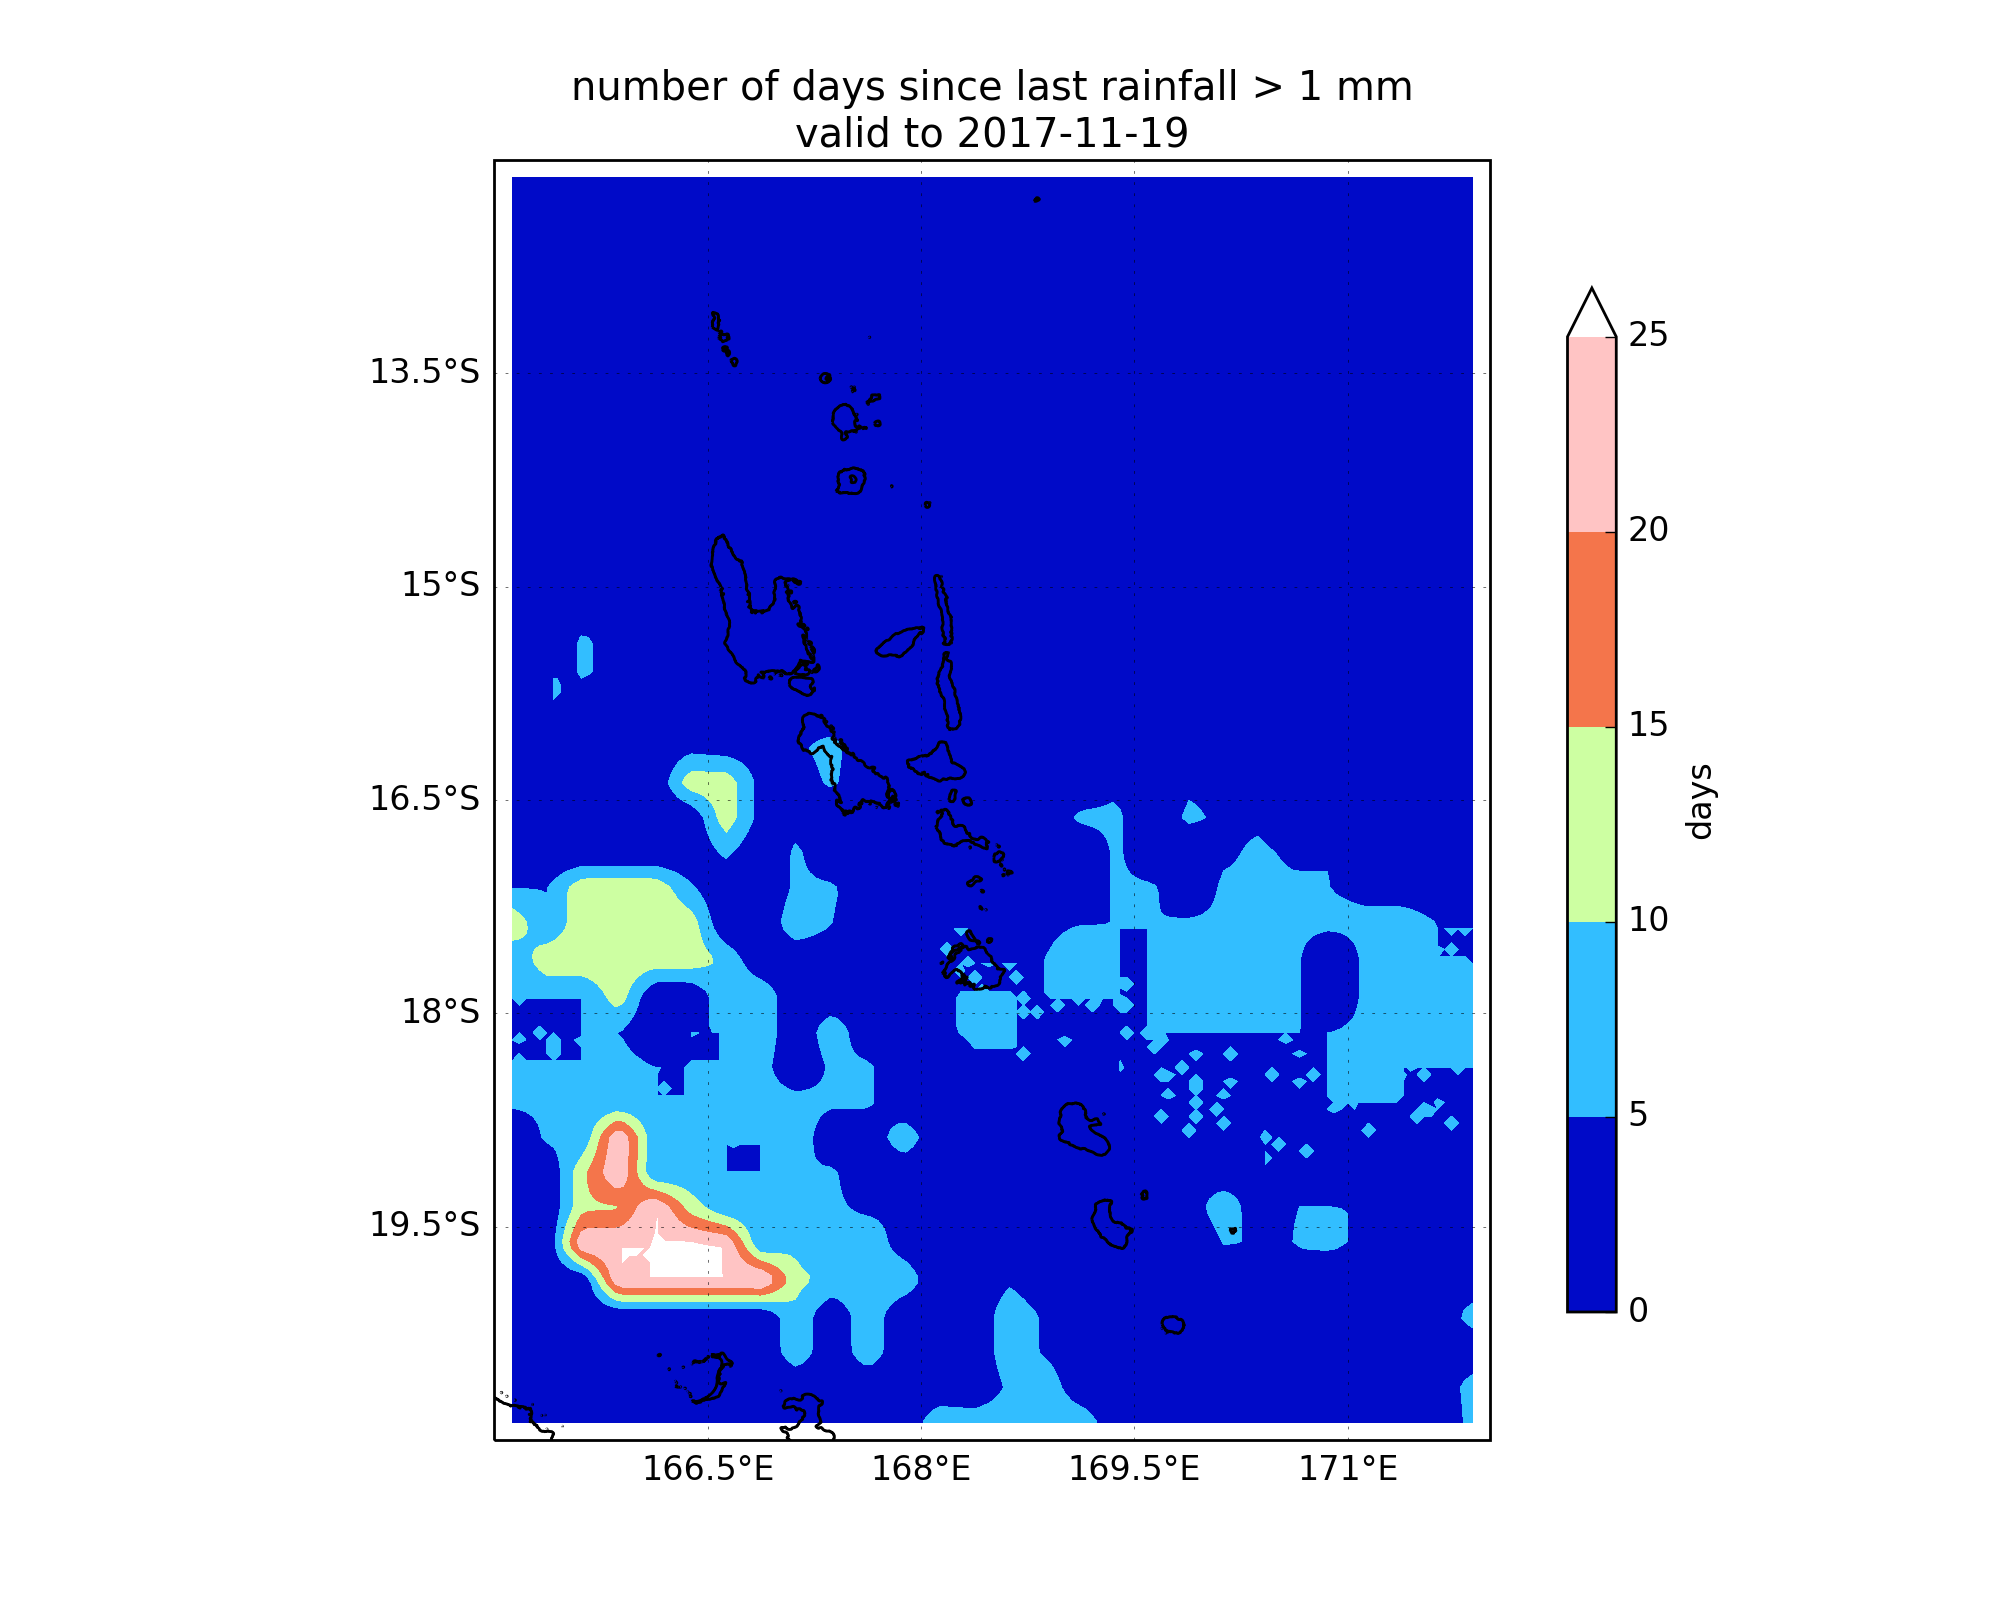 number of days since last rainfall > 1 mm
valid to 2017-11-19
13.5°S
15°S
16.5°S
18°S
19.5°S
166.5°E
168°E
169.5°E
171°E
25
20
15
10
5
0
days